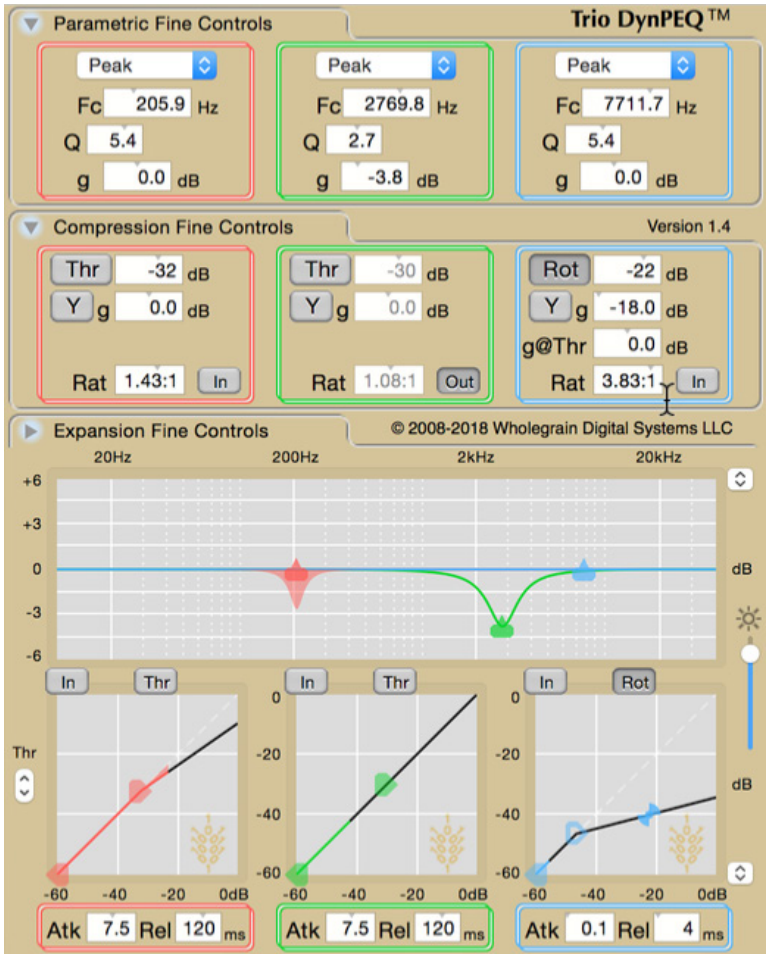 Parametric Fine Controls Trio DynPEQ™
Peak Peak Peak
Fc 205.9 Hz Fc 2769.8 Hz Fc 7711.7 Hz
Q 5.4 Q 2.7 Q 5.4
g 0.0 dB g -3.8 dB g 0.0 dB
Compression Fine Controls Version 1.4
Thr -32 dB Thr -30 dB Rot -22 dB
Y g 0.0 dB Y g 0.0 dB Y g -18.0 dB
g@Thr 0.0 dB
Rat 1.43:1 In Rat 1.08:1 Out Rat 3.83:1 In
Expansion Fine Controls © 2008-2018 Wholegrain Digital Systems LLC
20Hz 200Hz 2kHz 20kHz
+6
+3
0 dB
-3
-6
In Thr In Thr In Rot
0 0
Thr -20 -20
dB
-40 -40
-60 -60
-60 -40 -20 0dB -60 -40 -20 0dB -60 -40 -20 0dB
Atk 7.5 Rel 120 ms Atk 7.5 Rel 120 ms Atk 0.1 Rel 4 ms